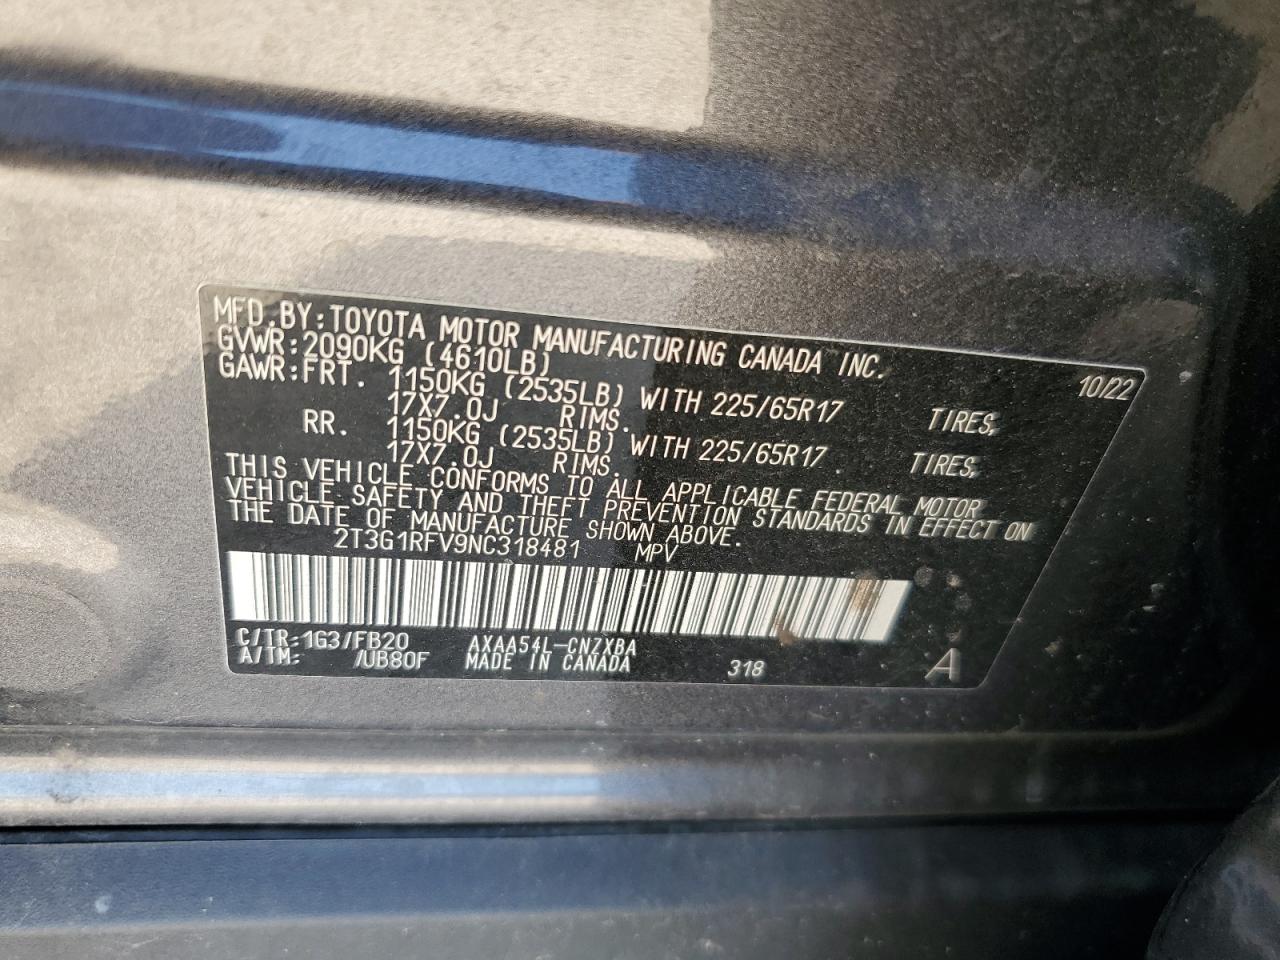 MFD.BY:TOYOTA MOTOR MANUFACTURING CANADA INC. 10/22
GVWR:2090KG (4610LB)
GAWR:FRT. 1150KG (2535LB) WITH 225/65R17 TIRES,
17X7.0J RIMS.
RR. 1150KG (2535LB) WITH 225/65R17 TIRES,
17X7.0J RIMS.
THIS VEHICLE CONFORMS TO ALL APPLICABLE FEDERAL MOTOR
VEHICLE SAFETY AND THEFT PREVENTION STANDARDS IN EFFECT ON
THE DATE OF MANUFACTURE SHOWN ABOVE.
2T3G1RFV9NC318481 MPV
C/TR:1G3/FB20 AXAA54L-CNZXBA
A/TM: /UB80F MADE IN CANADA 318 A